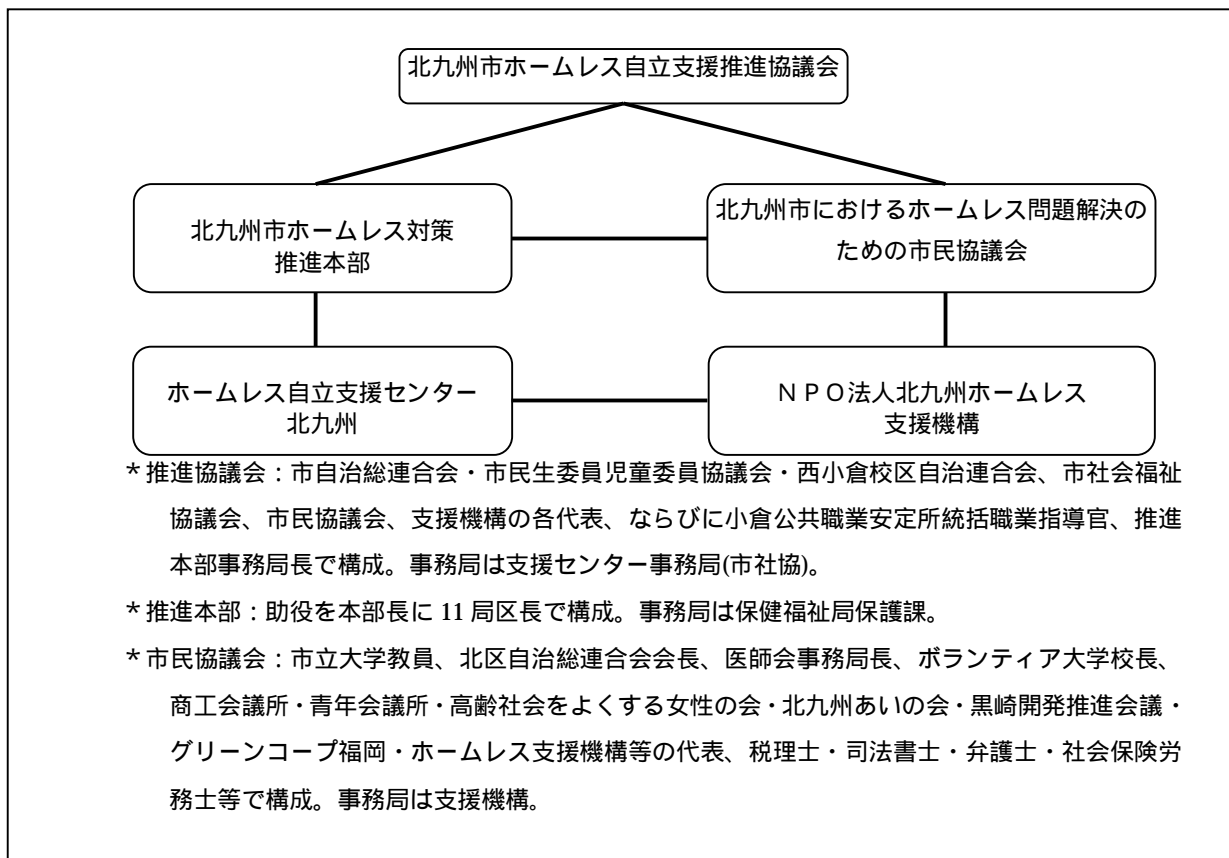 北九州市ホームレス自立支援推進協議会
北九州市ホームレス対策
推進本部
北九州市におけるホームレス問題解決の
ための市民協議会
ホームレス自立支援センター
北九州
ＮＰＯ法人北九州ホームレス
支援機構
＊推進協議会：市自治総連合会・市民生委員児童委員協議会・西小倉校区自治連合会、市社会福祉
協議会、市民協議会、支援機構の各代表、ならびに小倉公共職業安定所統括職業指導官、推進
本部事務局長で構成。事務局は支援センター事務局(市社協)。
＊推進本部：助役を本部長に 11 局区長で構成。事務局は保健福祉局保護課。
＊市民協議会：市立大学教員、北区自治総連合会会長、医師会事務局長、ボランティア大学校長、
商工会議所・青年会議所・高齢社会をよくする女性の会・北九州あいの会・黒崎開発推進会議・
グリーンコープ福岡・ホームレス支援機構等の代表、税理士・司法書士・弁護士・社会保険労
務士等で構成。事務局は支援機構。